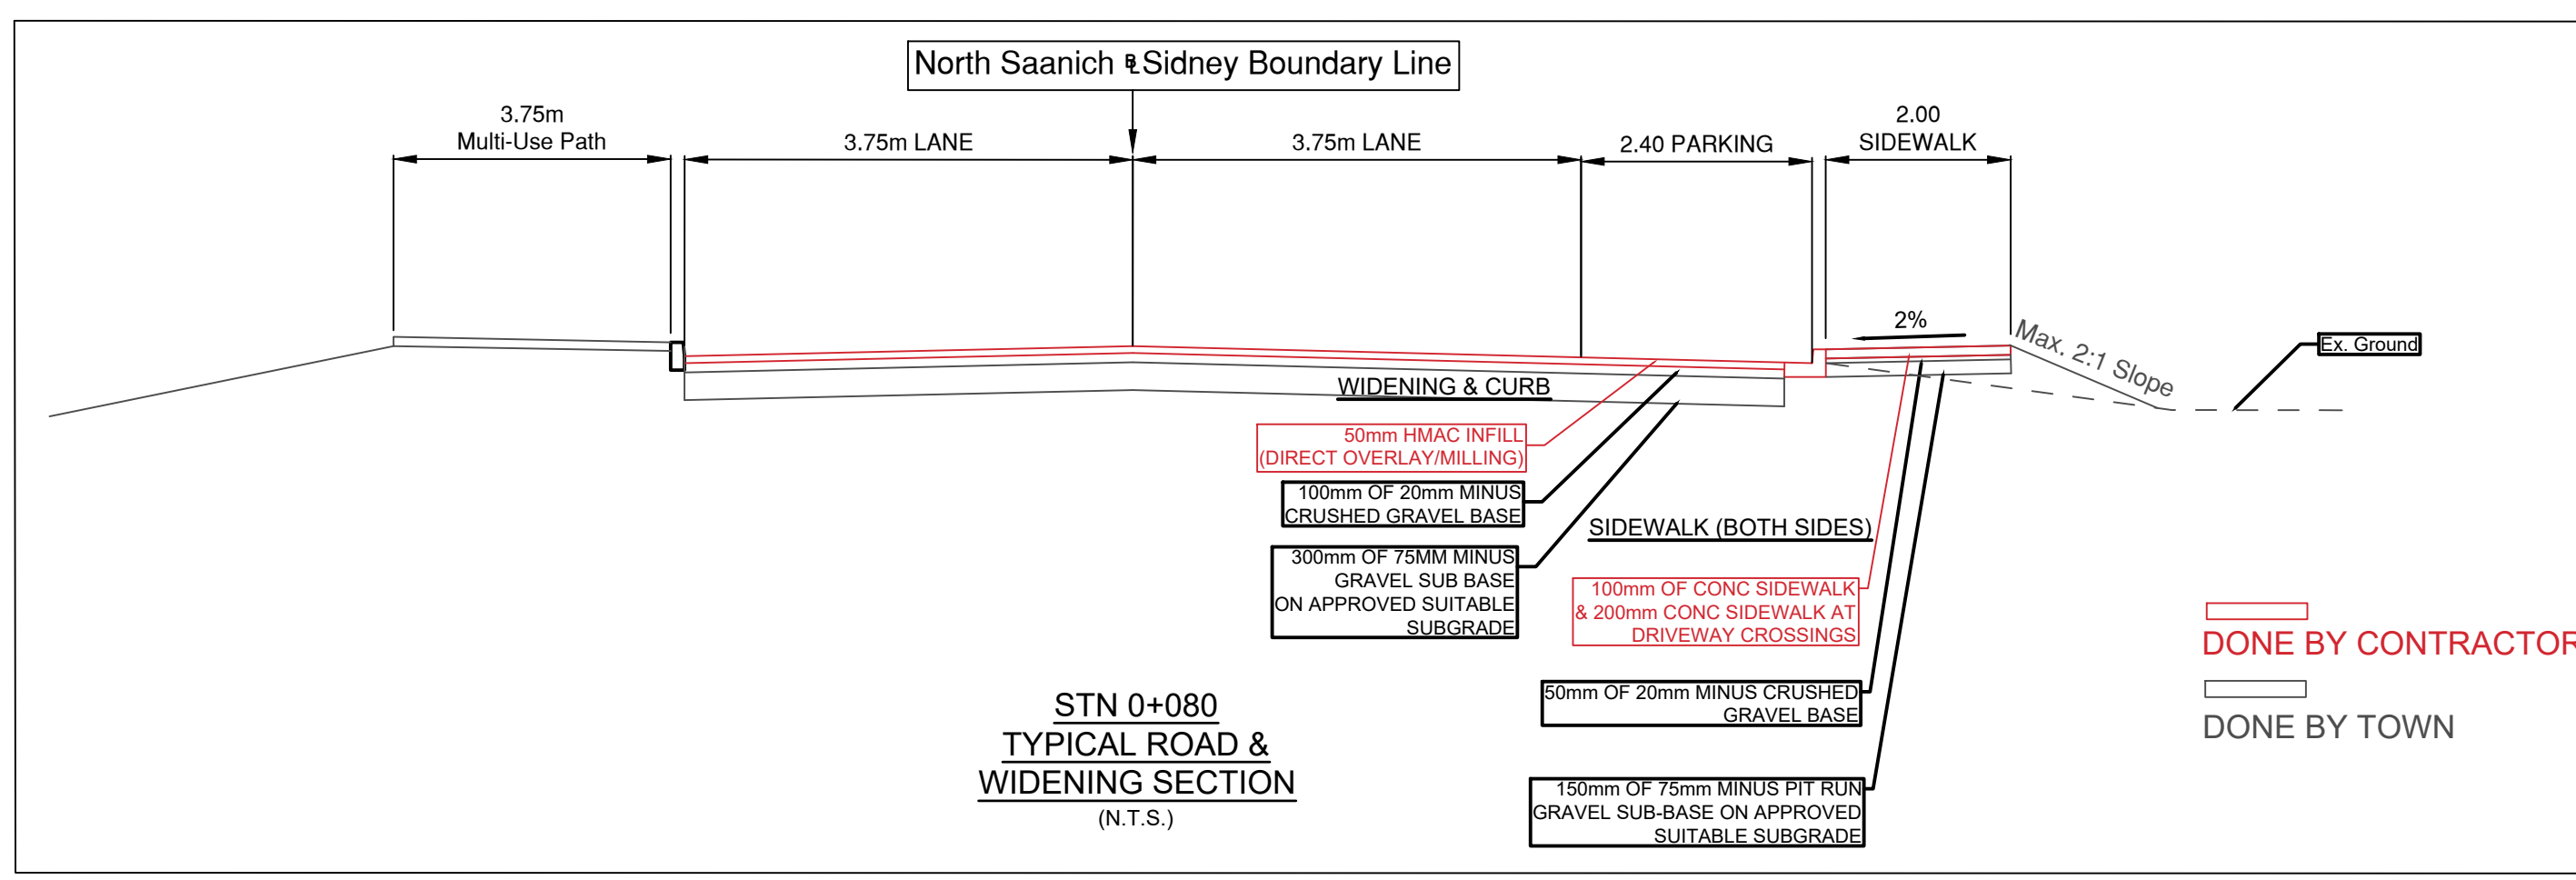 North Saanich BL Sidney Boundary Line
3.75m
Multi-Use Path
3.75m LANE
3.75m LANE
2.40 PARKING
2.00
SIDEWALK
2%
Max. 2:1 Slope
Ex. Ground
WIDENING & CURB
50mm HMAC INFILL
(DIRECT OVERLAY/MILLING)
100mm OF 20mm MINUS
CRUSHED GRAVEL BASE
300mm OF 75MM MINUS
GRAVEL SUB BASE
ON APPROVED SUITABLE
SUBGRADE
SIDEWALK (BOTH SIDES)
100mm OF CONC SIDEWALK
& 200mm CONC SIDEWALK AT
DRIVEWAY CROSSINGS
50mm OF 20mm MINUS CRUSHED
GRAVEL BASE
150mm OF 75mm MINUS PIT RUN
GRAVEL SUB-BASE ON APPROVED
SUITABLE SUBGRADE
STN 0+080
TYPICAL ROAD &
WIDENING SECTION
(N.T.S.)
DONE BY CONTRACTOR
DONE BY TOWN